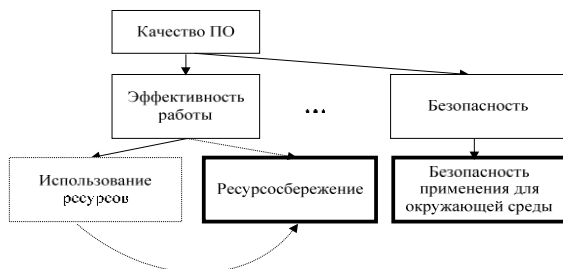 Качество ПО
Эффективность
работы
...
Безопасность
Использование
ресурсов
Ресурсосбережение
Безопасность
применения для
окружающей среды